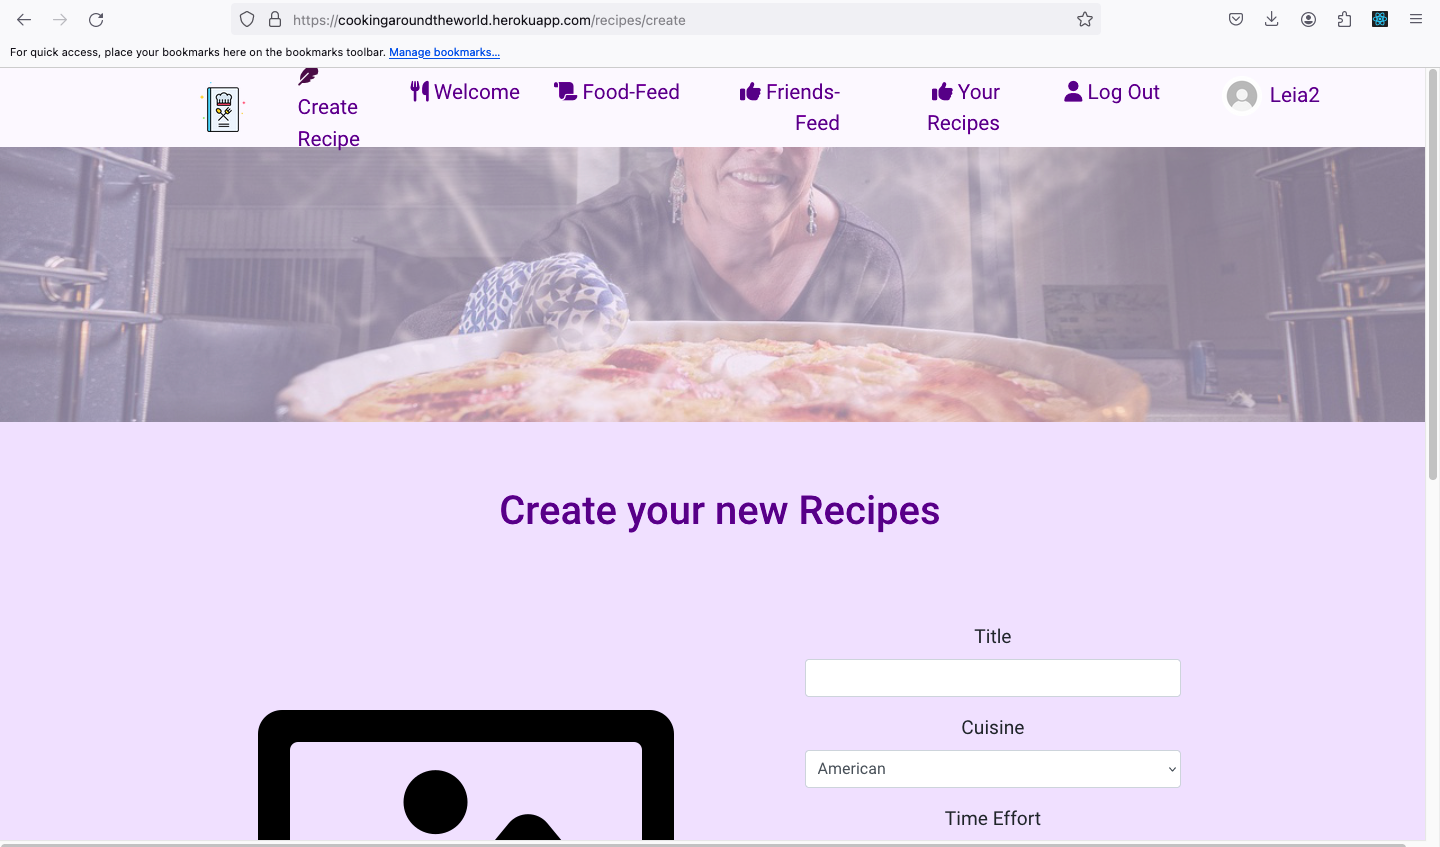 https://cookingaroundtheworld.herokuapp.com/recipes/create
For quick access, place your bookmarks here on the bookmarks toolbar. Manage bookmarks...
Create
Recipe
Welcome
Food-Feed
Friends-
Feed
Your
Recipes
Log Out
Leia2
Create your new Recipes
Title
Cuisine
American
Time Effort